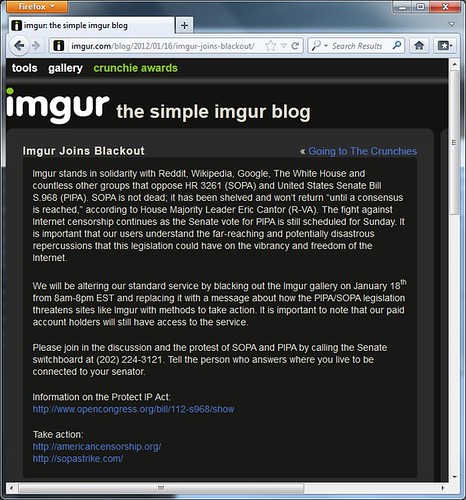 Firefox
imgur: the simple imgur blog
imgur.com/blog/2012/01/16/imgur-joins-blackout/
Search Results
tools gallery crunchie awards
imgur the simple imgur blog
Imgur Joins Blackout « Going to The Crunchies
Imgur stands in solidarity with Reddit, Wikipedia, Google, The White House and
countless other groups that oppose HR 3261 (SOPA) and United States Senate Bill
S.968 (PIPA). SOPA is not dead; it has been shelved and won't return "until a consensus
is reached," according to House Majority Leader Eric Cantor (R-VA). The fight against
Internet censorship continues as the Senate vote for PIPA is still scheduled for Sunday. It
is important that our users understand the far-reaching and potentially disastrous
repercussions that this legislation could have on the vibrancy and freedom of the
Internet.
We will be altering our standard service by blacking out the Imgur gallery on January 18th
from 8am-8pm EST and replacing it with a message about how the PIPA/SOPA legislation
threatens sites like Imgur with methods to take action. It is important to note that our paid
account holders will still have access to the service.
Please join in the discussion and the protest of SOPA and PIPA by calling the Senate
switchboard at (202) 224-3121. Tell the person who answers where you live to be
connected to your senator.
Information on the Protect IP Act:
http://www.opencongress.org/bill/112-s968/show
Take action:
http://americancensorship.org/
http://sopastrike.com/